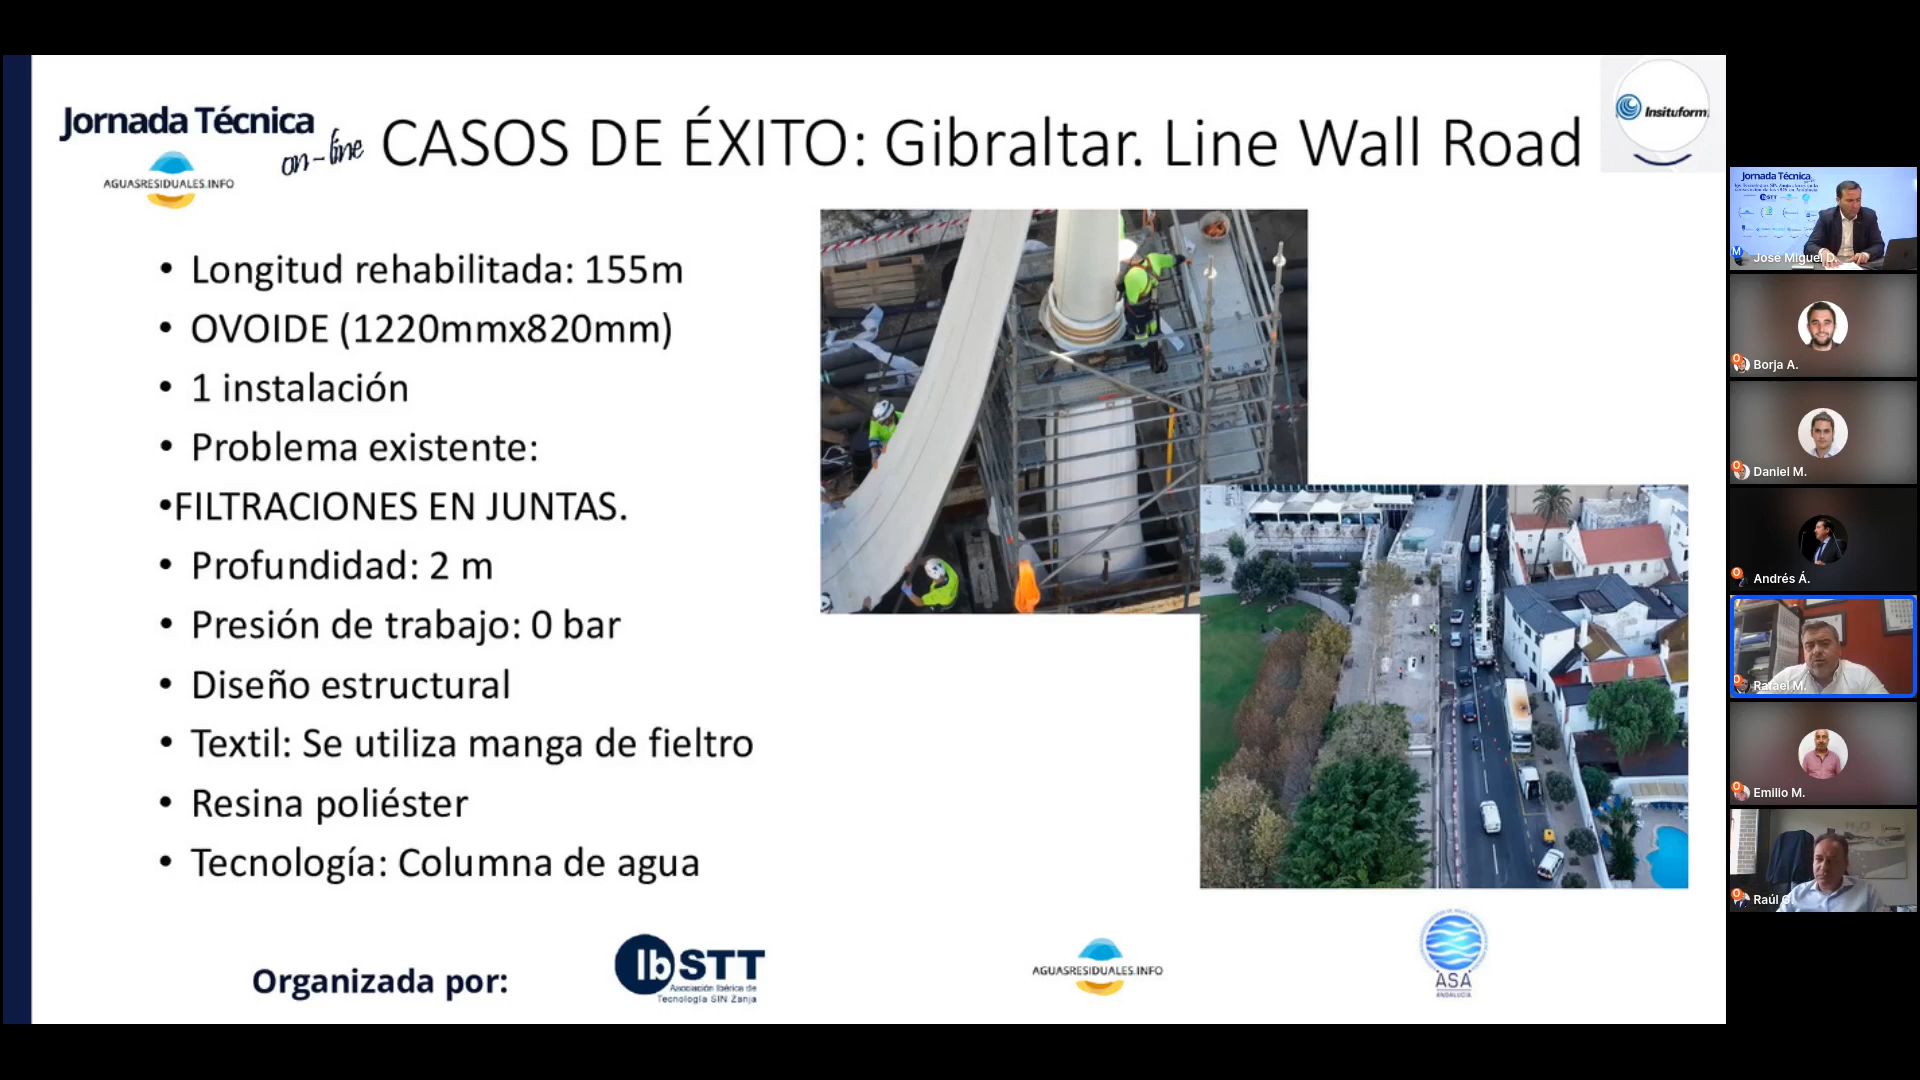 Jornada Técnica
on-line
AGUASRESIDUALES.INFO
CASOS DE ÉXITO: Gibraltar. Line Wall Road
Insituform
• Longitud rehabilitada: 155m
• OVOIDE (1220mmx820mm)
• 1 instalación
• Problema existente:
•FILTRACIONES EN JUNTAS.
• Profundidad: 2 m
• Presión de trabajo: 0 bar
• Diseño estructural
• Textil: Se utiliza manga de fieltro
• Resina poliéster
• Tecnología: Columna de agua
Organizada por:
IbSTT
Asociación Ibérica de
Tecnología SIN Zanja
AGUASRESIDUALES.INFO
ASA
ANDALUCÍA
Jornada Técnica
IbSTT
M
José Miguel D.
Borja A.
Daniel M.
Andrés Á.
Rafael M.
Emilio M.
Raúl